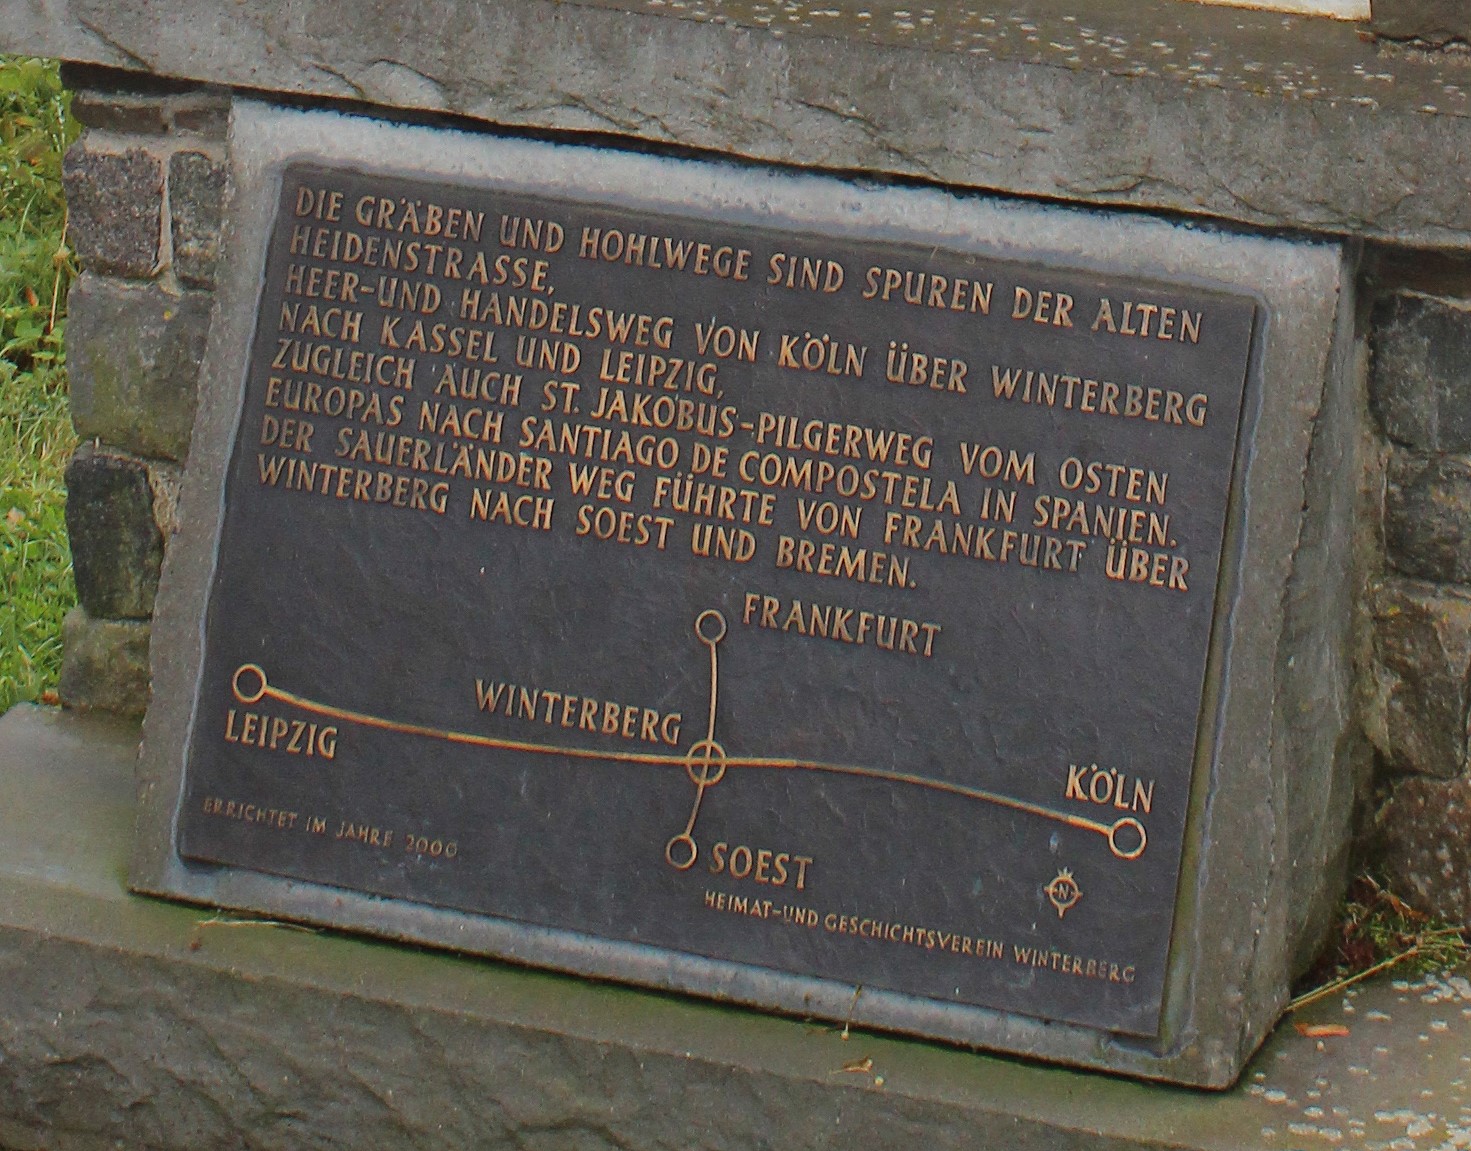 DIE GRÄBEN UND HOHLWEGE SIND SPUREN DER ALTEN
HEIDENSTRASSE,
HEER-UND HANDELSWEG VON KÖLN ÜBER WINTERBERG
NACH KASSEL UND LEIPZIG,
ZUGLEICH AUCH ST. JAKOBUS-PILGERWEG VOM OSTEN
EUROPAS NACH SANTIAGO DE COMPOSTELA IN SPANIEN.
DER SAUERLÄNDER WEG FÜHRTE VON FRANKFURT ÜBER
WINTERBERG NACH SOEST UND BREMEN.
FRANKFURT
WINTERBERG
LEIPZIG
KÖLN
ERRICHTET IM JAHRE 2000
SOEST
N
HEIMAT-UND GESCHICHTSVEREIN WINTERBERG